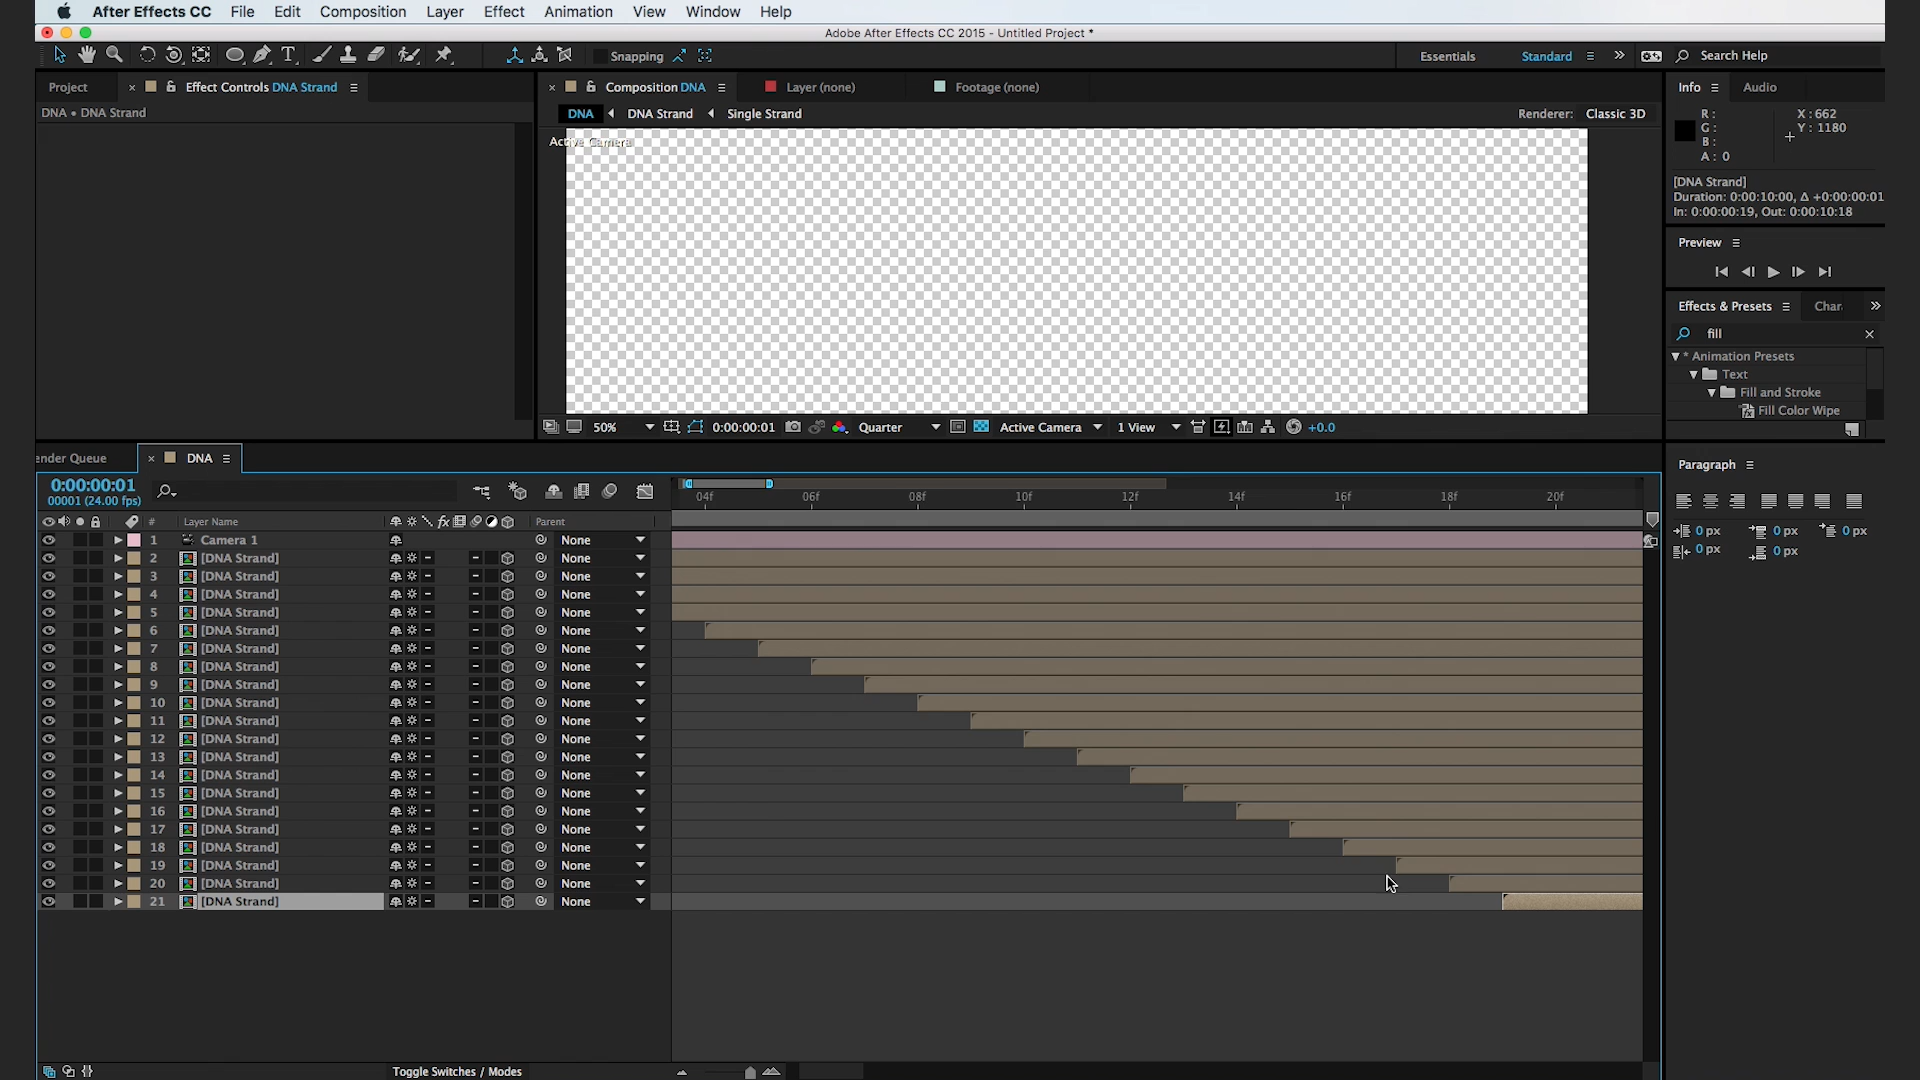 After Effects CC File Edit Composition Layer Effect Animation View Window Help
Adobe After Effects CC 2015 - Untitled Project *
Snapping
Essentials Standard Search Help
Project
Effect Controls DNA Strand
Composition DNA
Layer (none)
Footage (none)
Info Audio
DNA • DNA Strand
DNA DNA Strand Single Strand
Renderer: Classic 3D
Active Camera
R:
G:
B:
A: 0
X:662
Y: 1180
[DNA Strand]
Duration: 0:00:10:00, Δ +0:00:00:01
In: 0:00:00:19, Out: 0:00:10:18
Preview
Effects & Presets Char
fill
* Animation Presets
Text
Fill and Stroke
Fill Color Wipe
50% 0:00:00:01 Quarter Active Camera 1 View +0.0
ender Queue DNA
Paragraph
0:00:00:01
00001 (24.00 fps)
04f 06f 08f 10f 12f 14f 16f 18f 20f
0 px 0 px 0 px
0 px 0 px
# Layer Name fx Parent
1 Camera 1 None
2 [DNA Strand] None
3 [DNA Strand] None
4 [DNA Strand] None
5 [DNA Strand] None
6 [DNA Strand] None
7 [DNA Strand] None
8 [DNA Strand] None
9 [DNA Strand] None
10 [DNA Strand] None
11 [DNA Strand] None
12 [DNA Strand] None
13 [DNA Strand] None
14 [DNA Strand] None
15 [DNA Strand] None
16 [DNA Strand] None
17 [DNA Strand] None
18 [DNA Strand] None
19 [DNA Strand] None
20 [DNA Strand] None
21 [DNA Strand] None
Toggle Switches / Modes